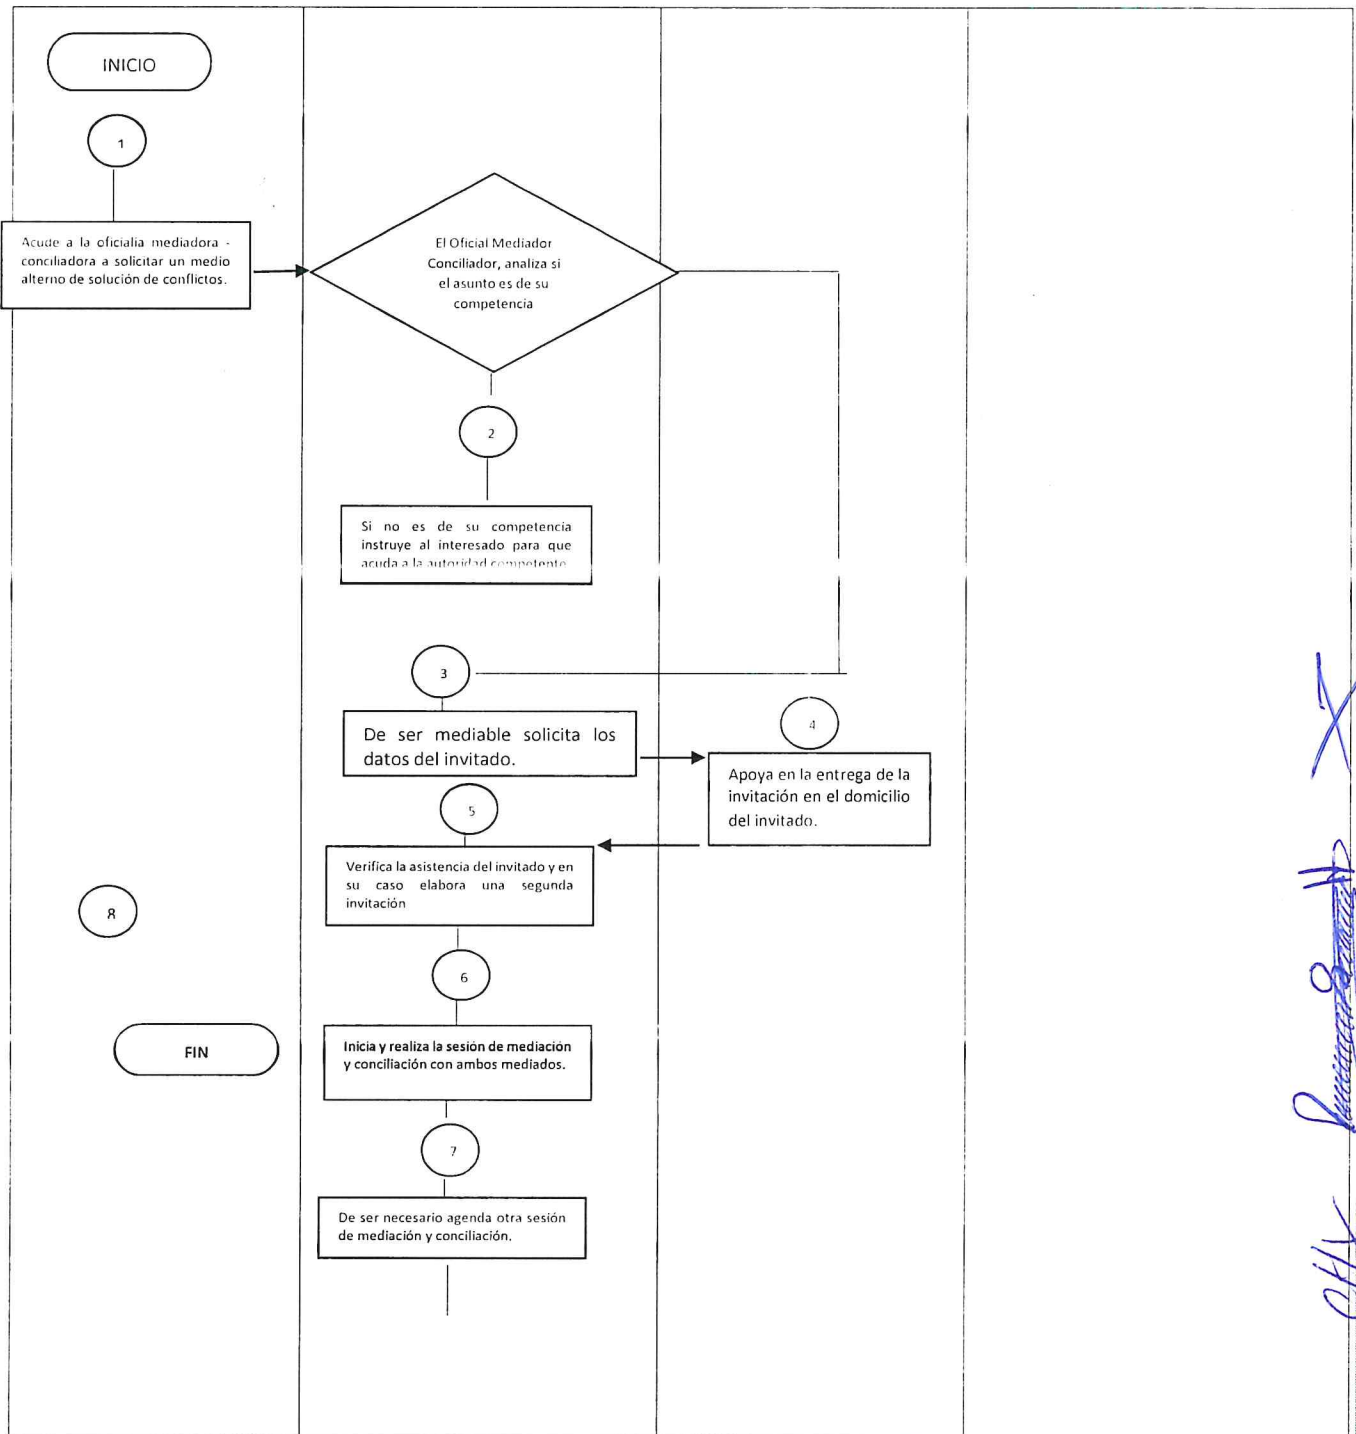 INICIO
1
Acude a la oficialia mediadora -
conciliadora a solicitar un medio
alterno de solución de conflictos.
El Oficial Mediador
Conciliador, analiza si
el asunto es de su
competencia
2
Si no es de su competencia
instruye al interesado para que
acuda a la autoridad competente
3
De ser mediable solicita los
datos del invitado.
4
Apoya en la entrega de la
invitación en el domicilio
del invitado.
5
Verifica la asistencia del invitado y en
su caso elabora una segunda
invitación
8
6
FIN
Inicia y realiza la sesión de mediación
y conciliación con ambos mediados.
7
De ser necesario agenda otra sesión
de mediación y conciliación.